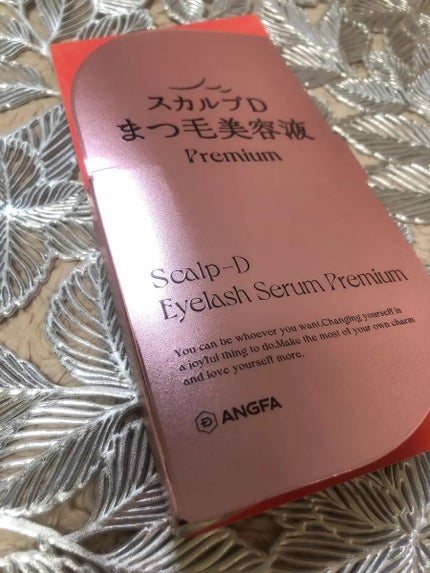 スカルプD
まつ毛美容液
Premium
Scalp-D
Eyelash Serum Premium
You can be whoever you want.Changing yourself is
a joyful thing to do.Make the most of your own charm
and love yourself more.
ANGFA